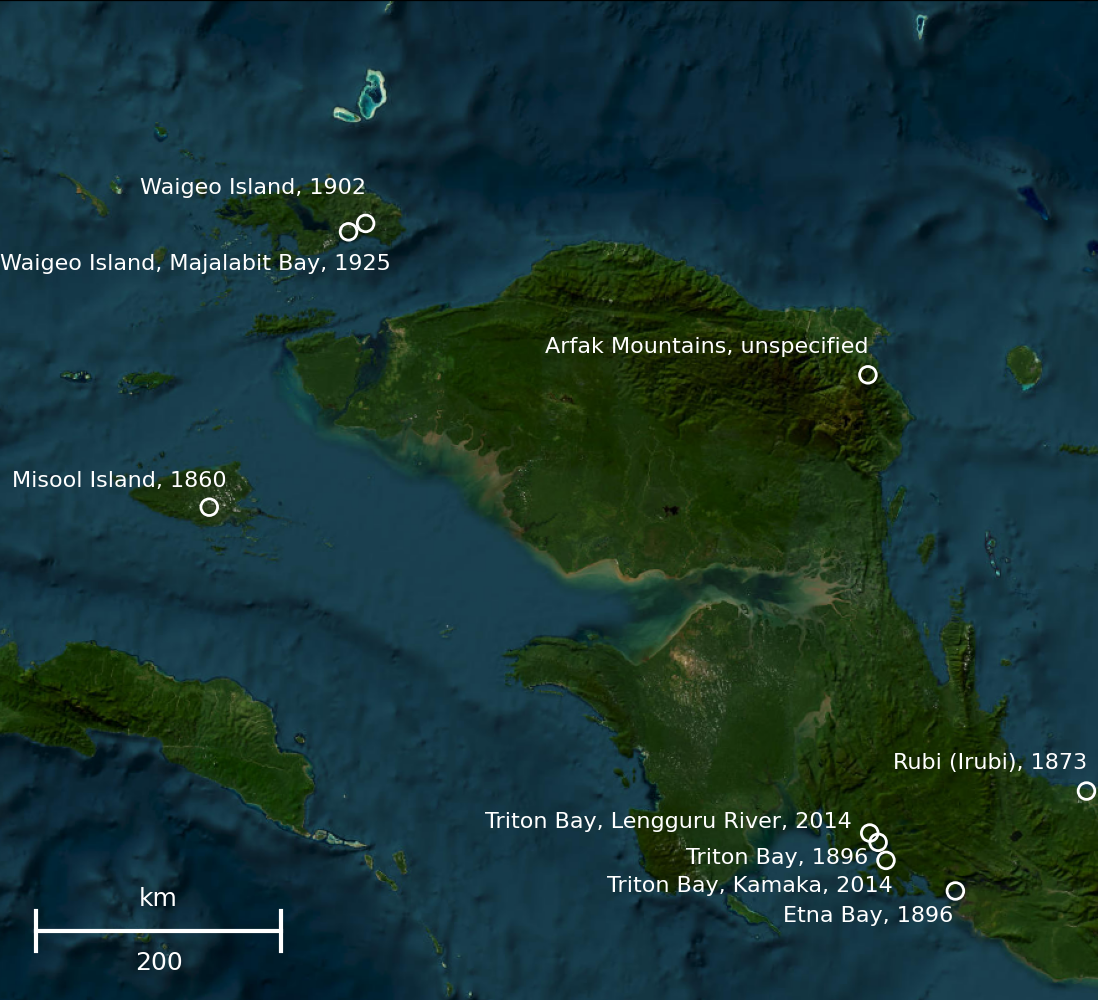 Waigeo Island, 1902
Waigeo Island, Majalabit Bay, 1925
Arfak Mountains, unspecified
Misool Island, 1860
Rubi (Irubi), 1873
Triton Bay, Lengguru River, 2014
Triton Bay, 1896
Triton Bay, Kamaka, 2014
Etna Bay, 1896
km
200